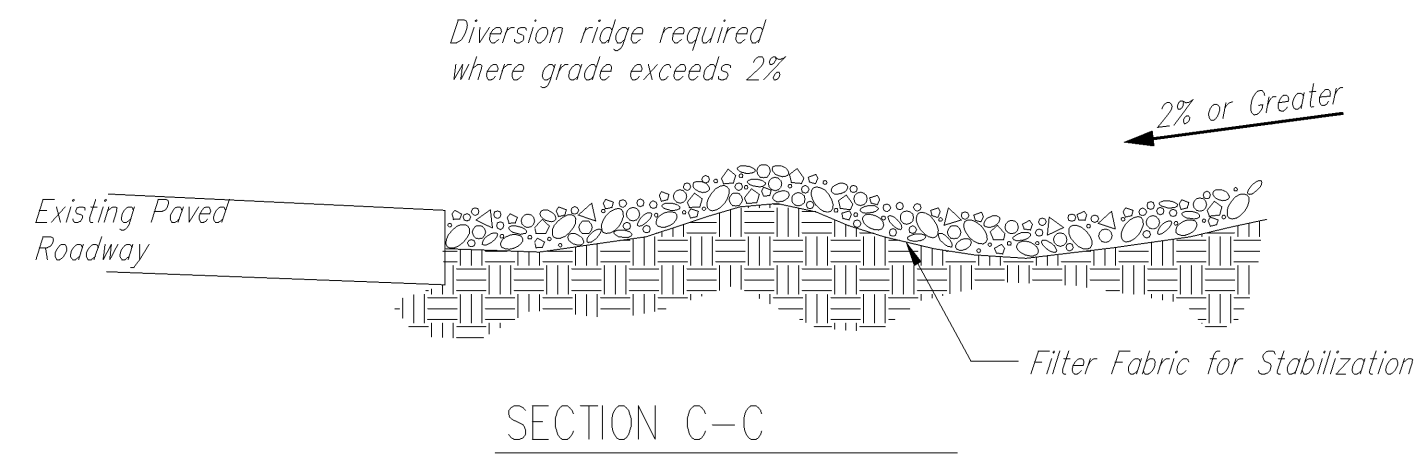 Diversion ridge required
where grade exceeds 2%
2% or Greater
Existing Paved
Roadway
Filter Fabric for Stabilization
SECTION C-C